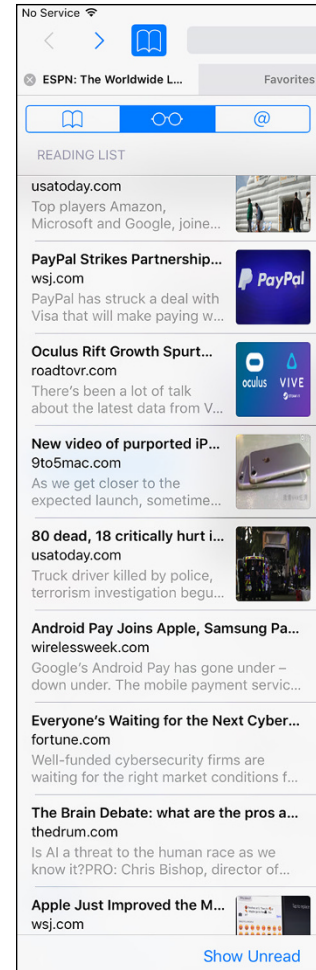 No Service
ESPN: The Worldwide L...
Favorites
@
READING LIST
usatoday.com
Top players Amazon,
Microsoft and Google, joine...
PayPal Strikes Partnership...
wsj.com
PayPal has struck a deal with
Visa that will make paying w...
PayPal
Oculus Rift Growth Spurt...
roadtovr.com
There's been a lot of talk
about the latest data from V...
oculus VIVE
New video of purported iP...
9to5mac.com
As we get closer to the
expected launch, sometime...
80 dead, 18 critically hurt i...
usatoday.com
Truck driver killed by police,
terrorism investigation begu...
Android Pay Joins Apple, Samsung Pa...
wirelessweek.com
Google's Android Pay has gone under –
down under. The mobile payment servic...
Everyone's Waiting for the Next Cyber...
fortune.com
Well-funded cybersecurity firms are
waiting for the right market conditions f...
The Brain Debate: what are the pros a...
thedrum.com
Is AI a threat to the human race as we
know it?PRO: Chris Bishop, director of...
Apple Just Improved the M...
wsj.com
Show Unread